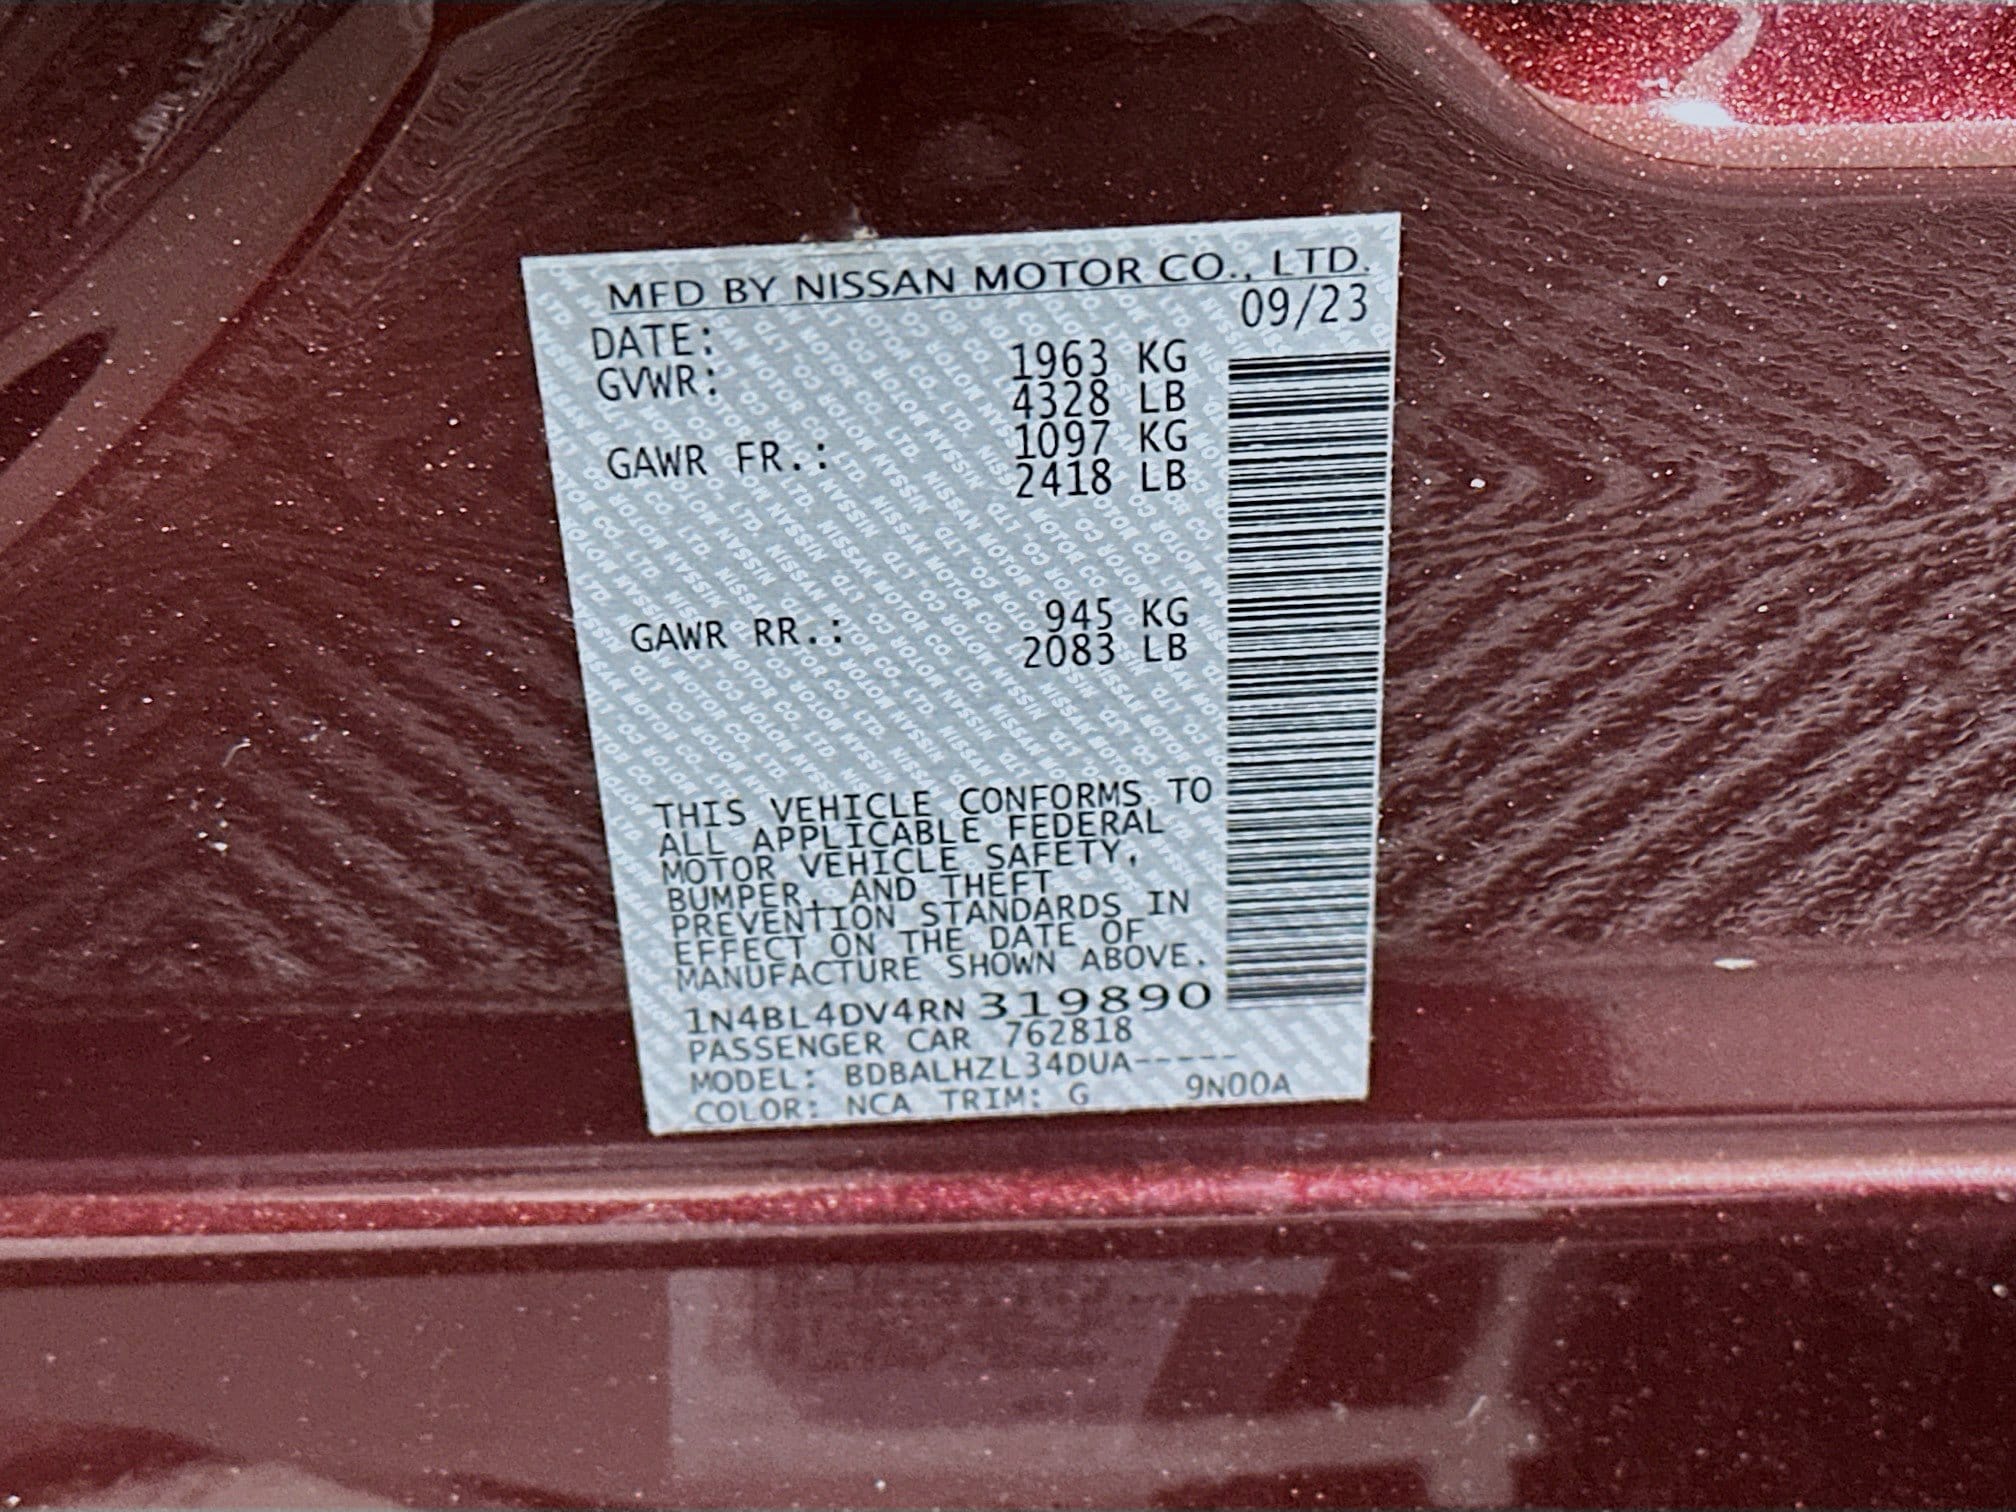 MFD BY NISSAN MOTOR CO., LTD.
DATE: 09/23
GVWR: 1963 KG
4328 LB
GAWR FR.: 1097 KG
2418 LB
GAWR RR.: 945 KG
2083 LB
THIS VEHICLE CONFORMS TO
ALL APPLICABLE FEDERAL
MOTOR VEHICLE SAFETY,
BUMPER, AND THEFT
PREVENTION STANDARDS IN
EFFECT ON THE DATE OF
MANUFACTURE SHOWN ABOVE.
1N4BL4DV4RN319890
PASSENGER CAR 762818
MODEL: BDBALHZL34DUA-----
COLOR: NCA TRIM: G 9N00A